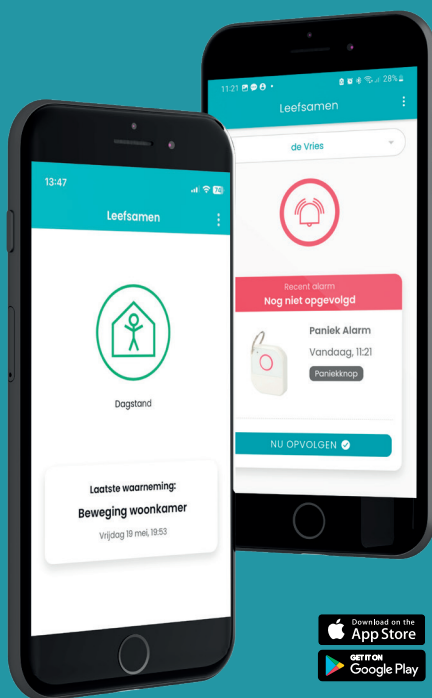 13:47
74
Leefsamen
Dagstand
Laatste waarneming:
Beweging woonkamer
Vrijdag 19 mei, 19:53
11:21
28%
Leefsamen
de Vries
Recent alarm
Nog niet opgevolgd
Paniek Alarm
Vandaag, 11:21
Paniekknop
NU OPVOLGEN
Download on the
App Store
GET IT ON
Google Play